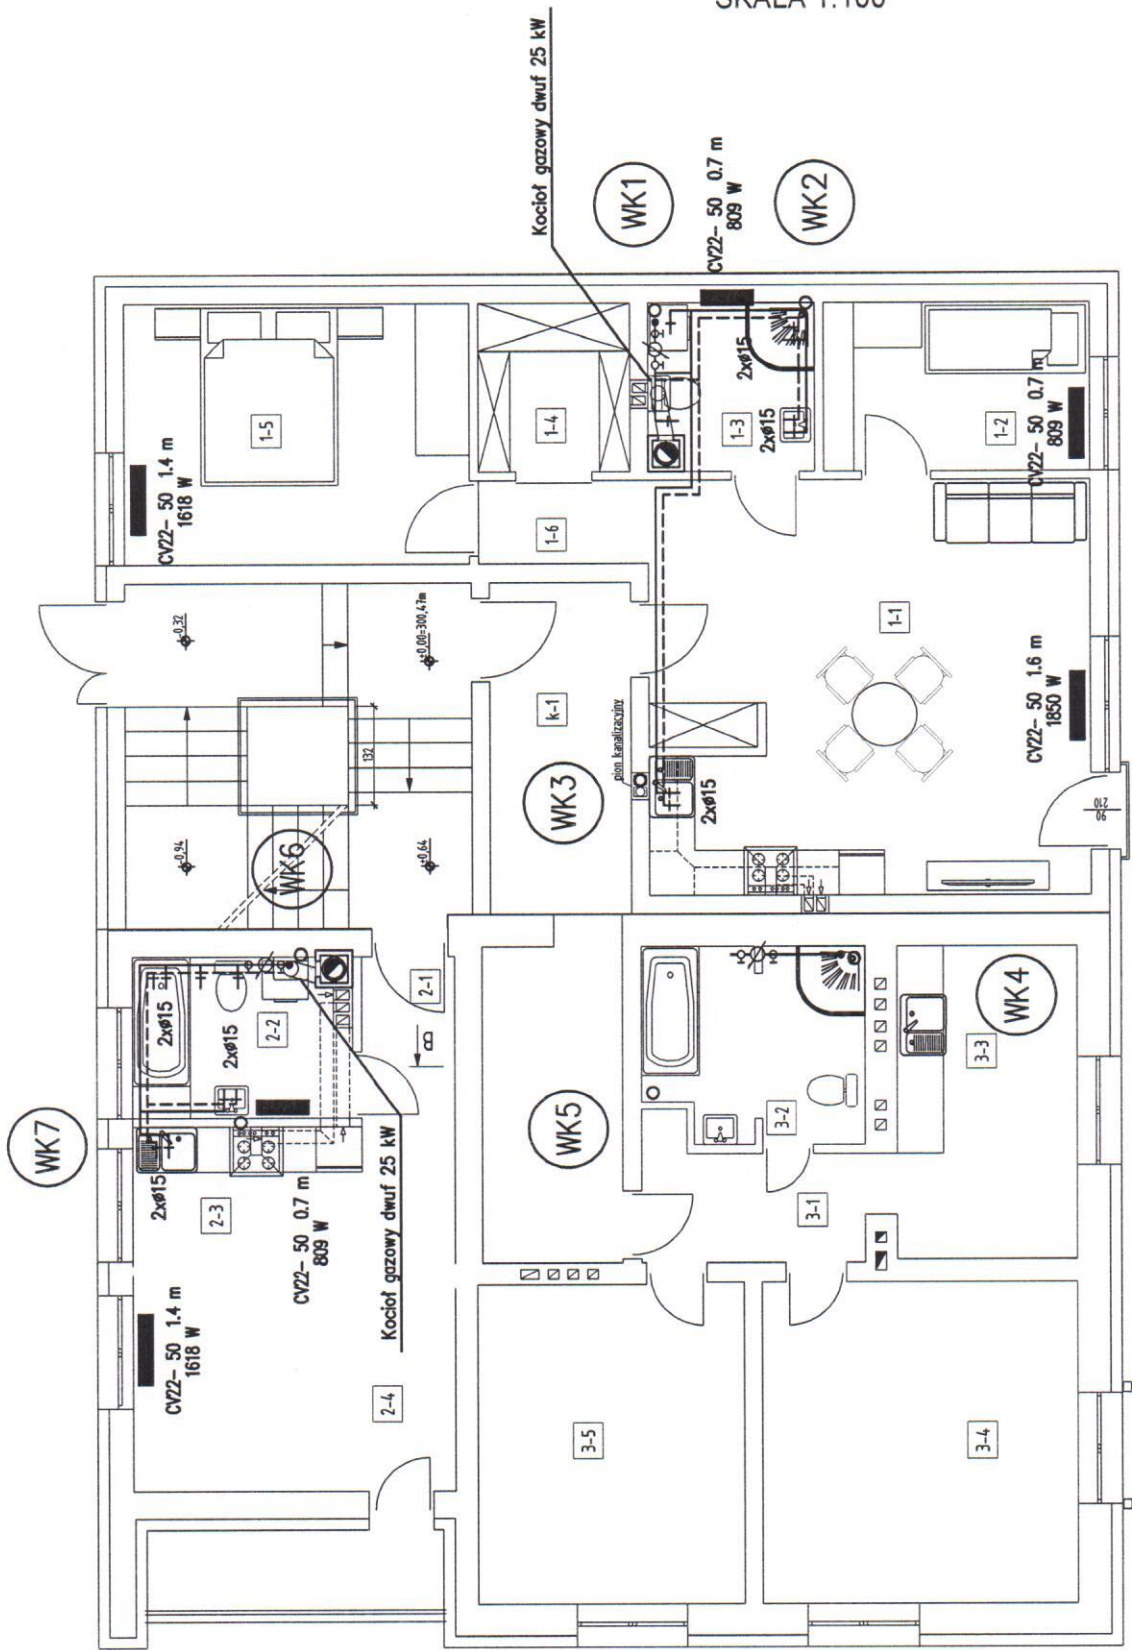 SKALA 1:100
Kocioł gazowy dwuf 25 kW
WK1
CV22- 50 0.7 m
809 W
WK2
1-5
CV22- 50 1.4 m
1618 W
1-4
1-6
1-3
2xø15
2xø15
1-2
CV22- 50 0.7 m
809 W
-0,32
±0,00=300,47m
k-1
pion kanalizacyjny
1-1
CV22- 50 1.6 m
1850 W
132
-0,94
+0,64
WK6
WK3
2xø15
90
210
2-1
2-2
2xø15
2xø15
B
WK7
2xø15
2-3
CV22- 50 0.7 m
809 W
Kocioł gazowy dwuf 25 kW
CV22- 50 1.4 m
1618 W
2-4
WK5
3-2
3-1
WK4
3-3
3-5
3-4